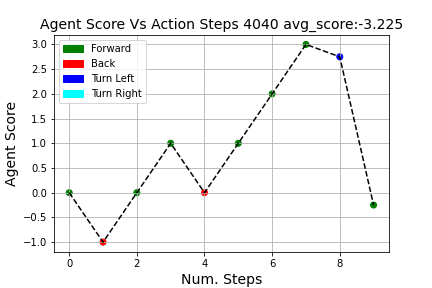 Agent Score Vs Action Steps 4040 avg_score:-3.225
Agent Score
3.0
2.5
2.0
1.5
1.0
0.5
0.0
−0.5
−1.0
Forward
Back
Turn Left
Turn Right
0 2 4 6 8
Num. Steps